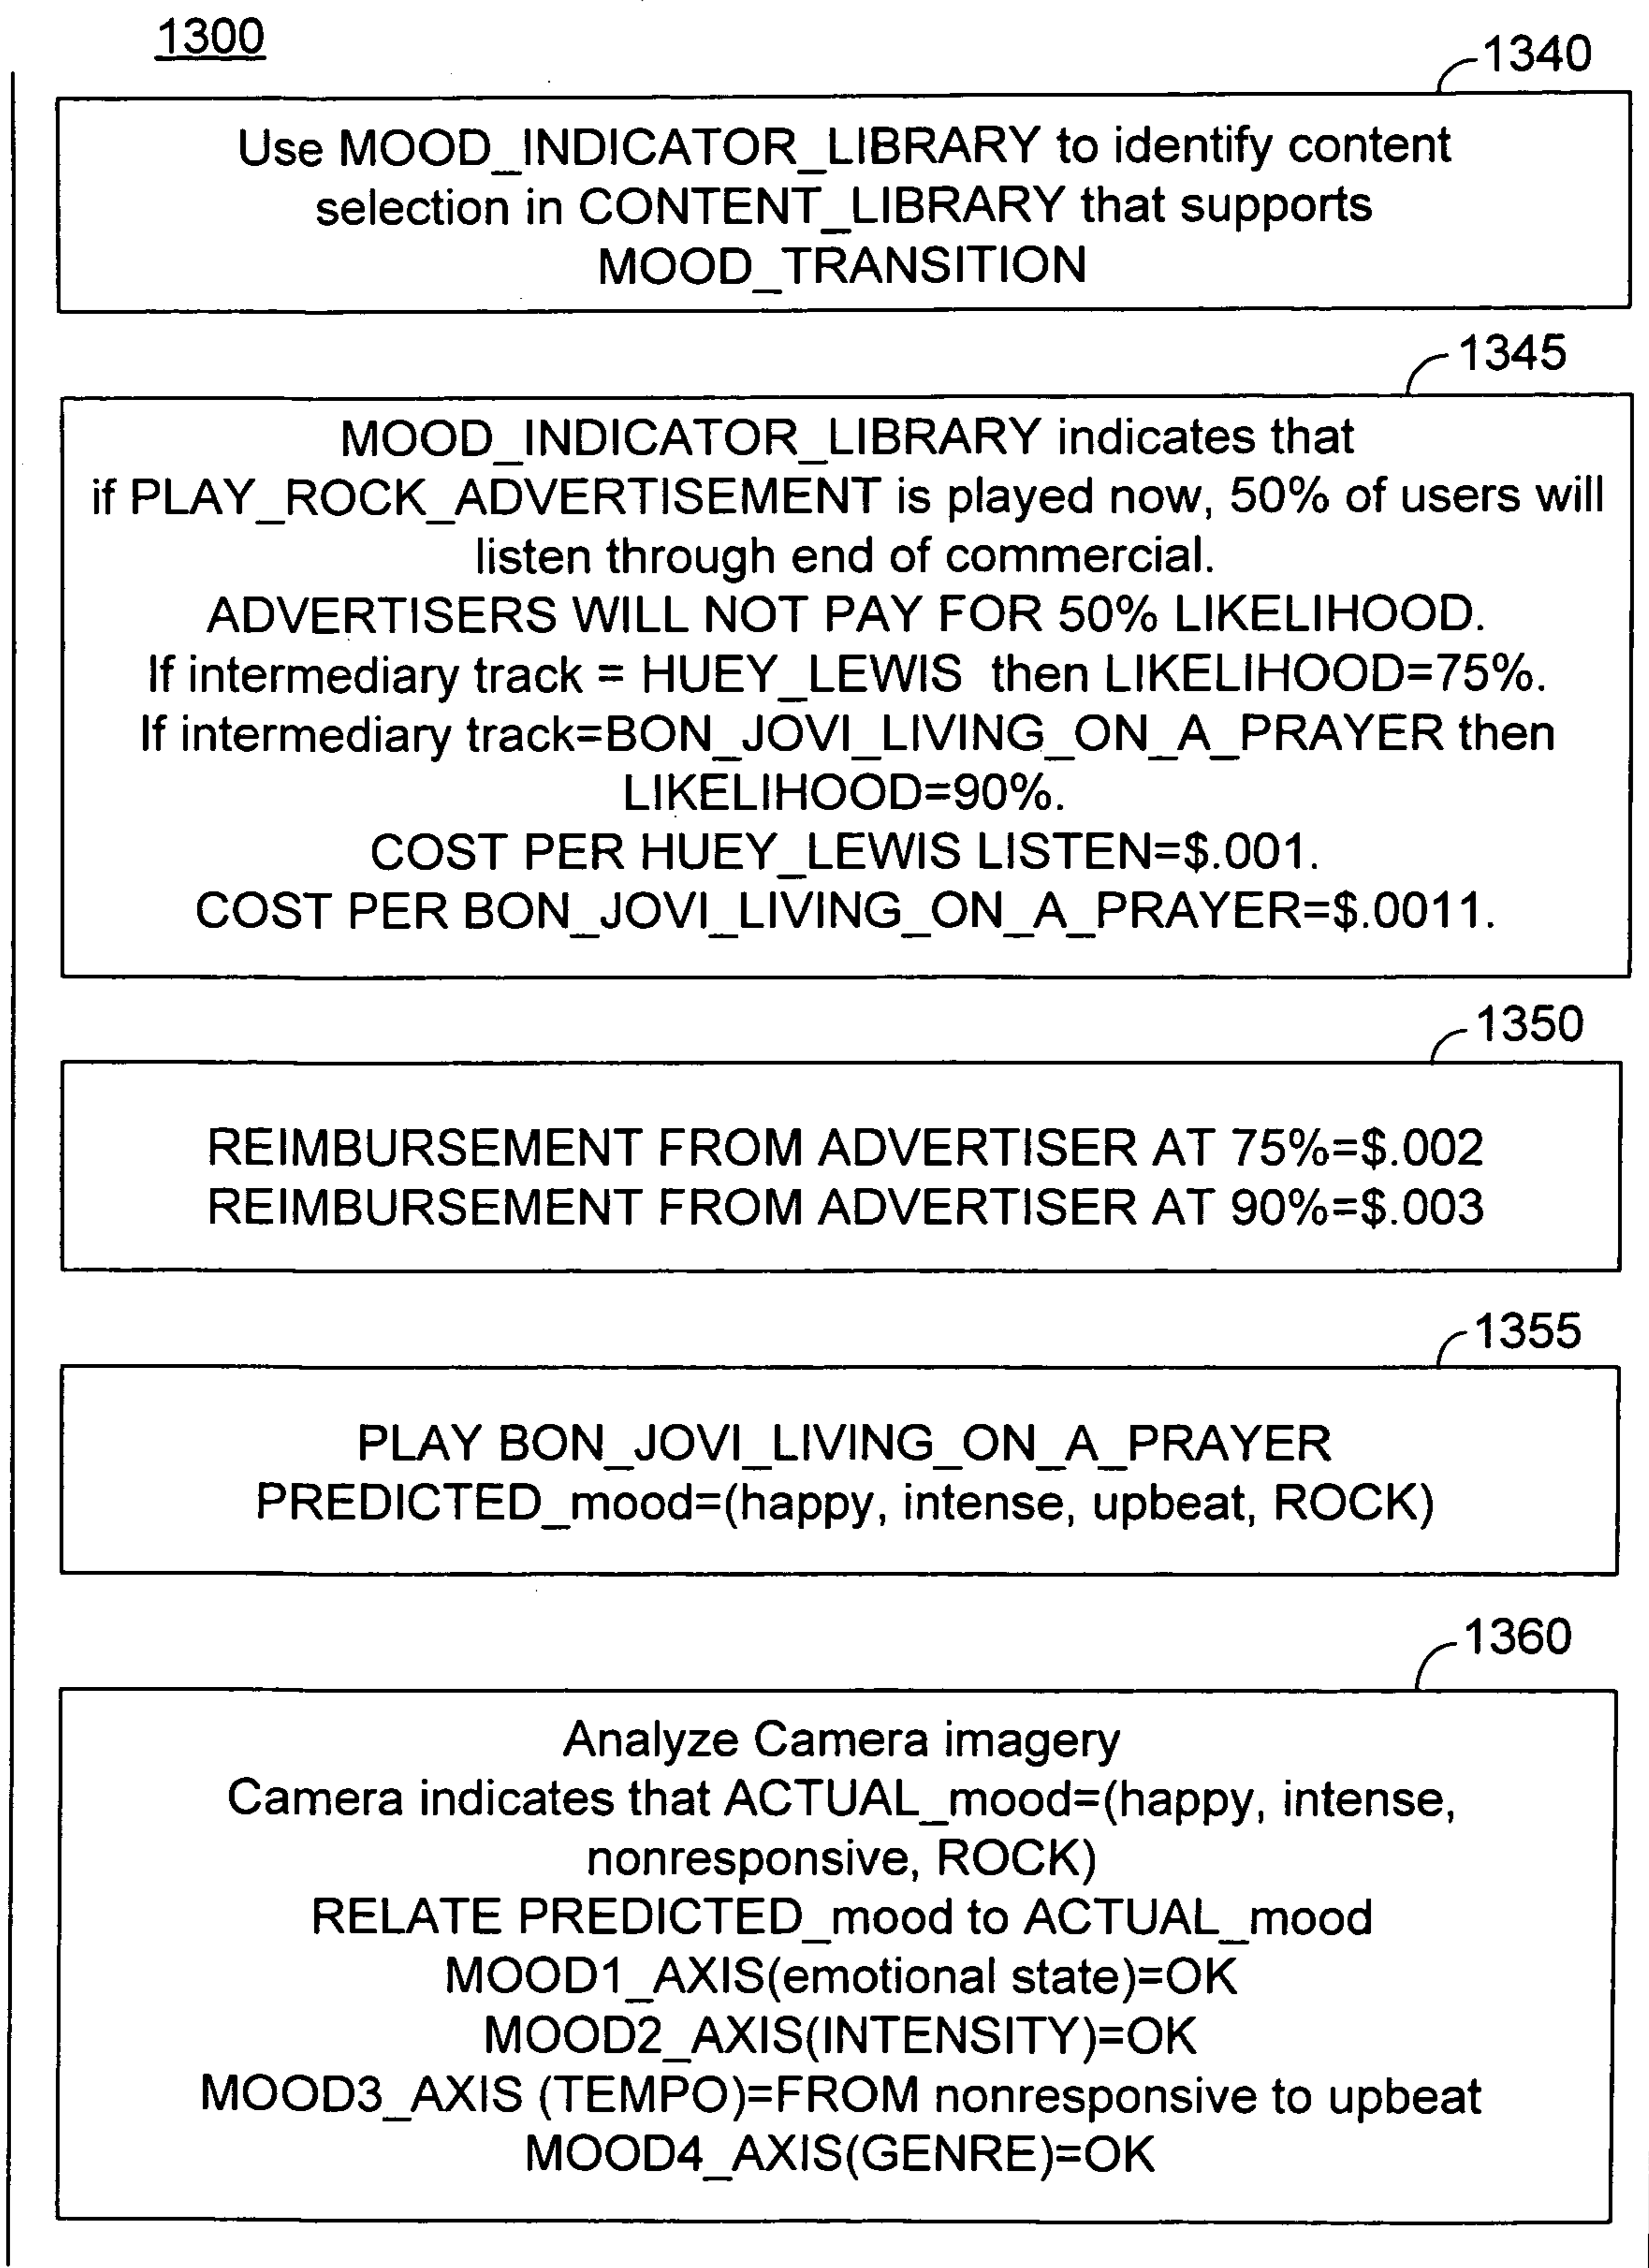 1300
1340
Use MOOD_INDICATOR_LIBRARY to identify content
selection in CONTENT_LIBRARY that supports
MOOD_TRANSITION
1345
MOOD_INDICATOR_LIBRARY indicates that
if PLAY_ROCK_ADVERTISEMENT is played now, 50% of users will
listen through end of commercial.
ADVERTISERS WILL NOT PAY FOR 50% LIKELIHOOD.
If intermediary track = HUEY_LEWIS then LIKELIHOOD=75%.
If intermediary track=BON_JOVI_LIVING_ON_A_PRAYER then
LIKELIHOOD=90%.
COST PER HUEY_LEWIS LISTEN=$.001.
COST PER BON_JOVI_LIVING_ON_A_PRAYER=$.0011.
1350
REIMBURSEMENT FROM ADVERTISER AT 75%=$.002
REIMBURSEMENT FROM ADVERTISER AT 90%=$.003
1355
PLAY BON_JOVI_LIVING_ON_A_PRAYER
PREDICTED_mood=(happy, intense, upbeat, ROCK)
1360
Analyze Camera imagery
Camera indicates that ACTUAL_mood=(happy, intense,
nonresponsive, ROCK)
RELATE PREDICTED_mood to ACTUAL_mood
MOOD1_AXIS(emotional state)=OK
MOOD2_AXIS(INTENSITY)=OK
MOOD3_AXIS (TEMPO)=FROM nonresponsive to upbeat
MOOD4_AXIS(GENRE)=OK